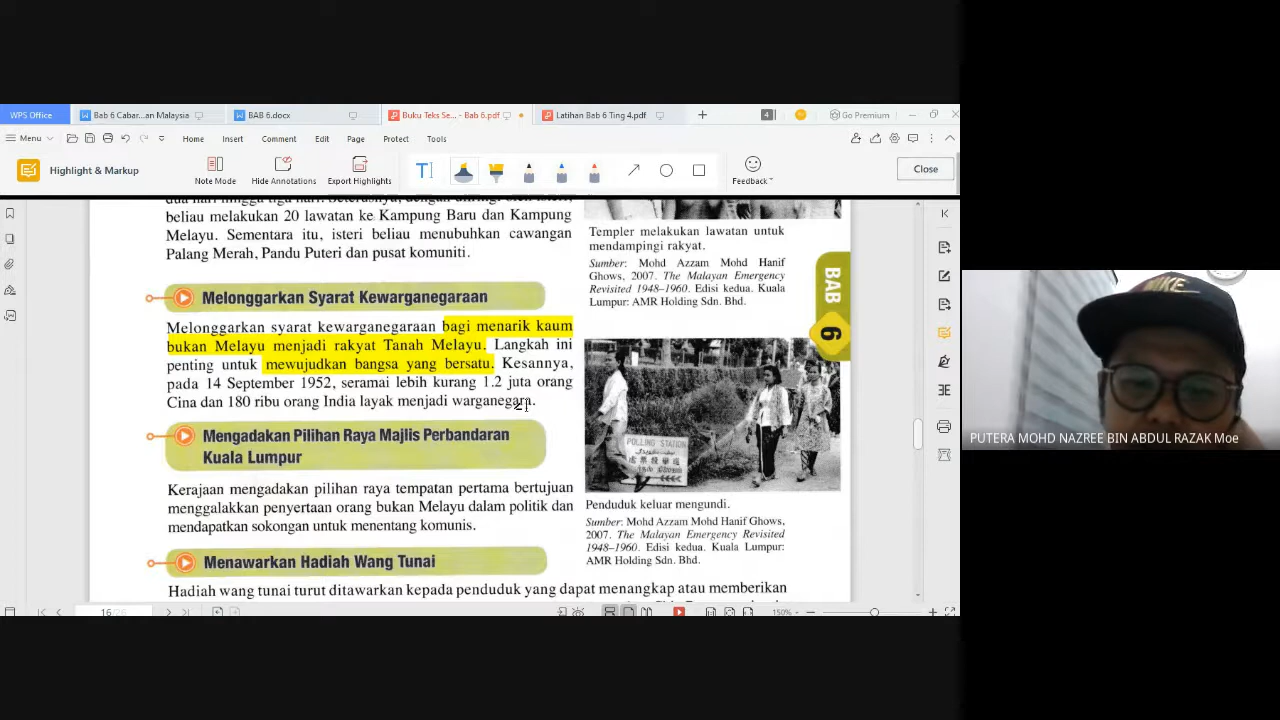 WPS Office
Bab 6 Cabar...an Malaysia
BAB 6.docx
Buku Teks Se... - Bab 6.pdf
Latihan Bab 6 Ting 4.pdf
4
Go Premium
Menu
Home
Insert
Comment
Edit
Page
Protect
Tools
Highlight & Markup
Note Mode
Hide Annotations
Export Highlights
Feedback
Close
beliau melakukan 20 lawatan ke Kampung Baru dan Kampung
Melayu. Sementara itu, isteri beliau menubuhkan cawangan
Palang Merah, Pandu Puteri dan pusat komuniti.
Melonggarkan Syarat Kewarganegaraan
Melonggarkan syarat kewarganegaraan bagi menarik kaum
bukan Melayu menjadi rakyat Tanah Melayu. Langkah ini
penting untuk mewujudkan bangsa yang bersatu. Kesannya,
pada 14 September 1952, seramai lebih kurang 1.2 juta orang
Cina dan 180 ribu orang India layak menjadi warganegara.
Mengadakan Pilihan Raya Majlis Perbandaran
Kuala Lumpur
Kerajaan mengadakan pilihan raya tempatan pertama bertujuan
menggalakkan penyertaan orang bukan Melayu dalam politik dan
mendapatkan sokongan untuk menentang komunis.
Menawarkan Hadiah Wang Tunai
Hadiah wang tunai turut ditawarkan kepada penduduk yang dapat menangkap atau memberikan
Templer melakukan lawatan untuk
mendampingi rakyat.
Sumber: Mohd Azzam Mohd Hanif
Ghows, 2007. The Malayan Emergency
Revisited 1948–1960. Edisi kedua. Kuala
Lumpur: AMR Holding Sdn. Bhd.
BAB
6
POLLING STATION
Penduduk keluar mengundi.
Sumber: Mohd Azzam Mohd Hanif Ghows,
2007. The Malayan Emergency Revisited
1948–1960. Edisi kedua. Kuala Lumpur:
AMR Holding Sdn. Bhd.
150%
NIKE
PUTERA MOHD NAZREE BIN ABDUL RAZAK Moe